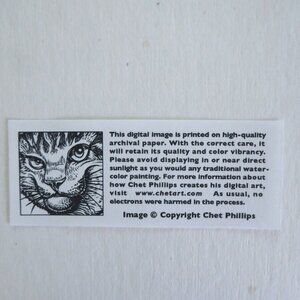 This digital image is printed on high-quality
archival paper. With the correct care, it
will retain its quality and color vibrancy.
Please avoid displaying in or near direct
sunlight as you would any traditional water-
color painting. For more information about
how Chet Phillips creates his digital art,
visit www.chetart.com As usual, no
electrons were harmed in the process.
Image © Copyright Chet Phillips